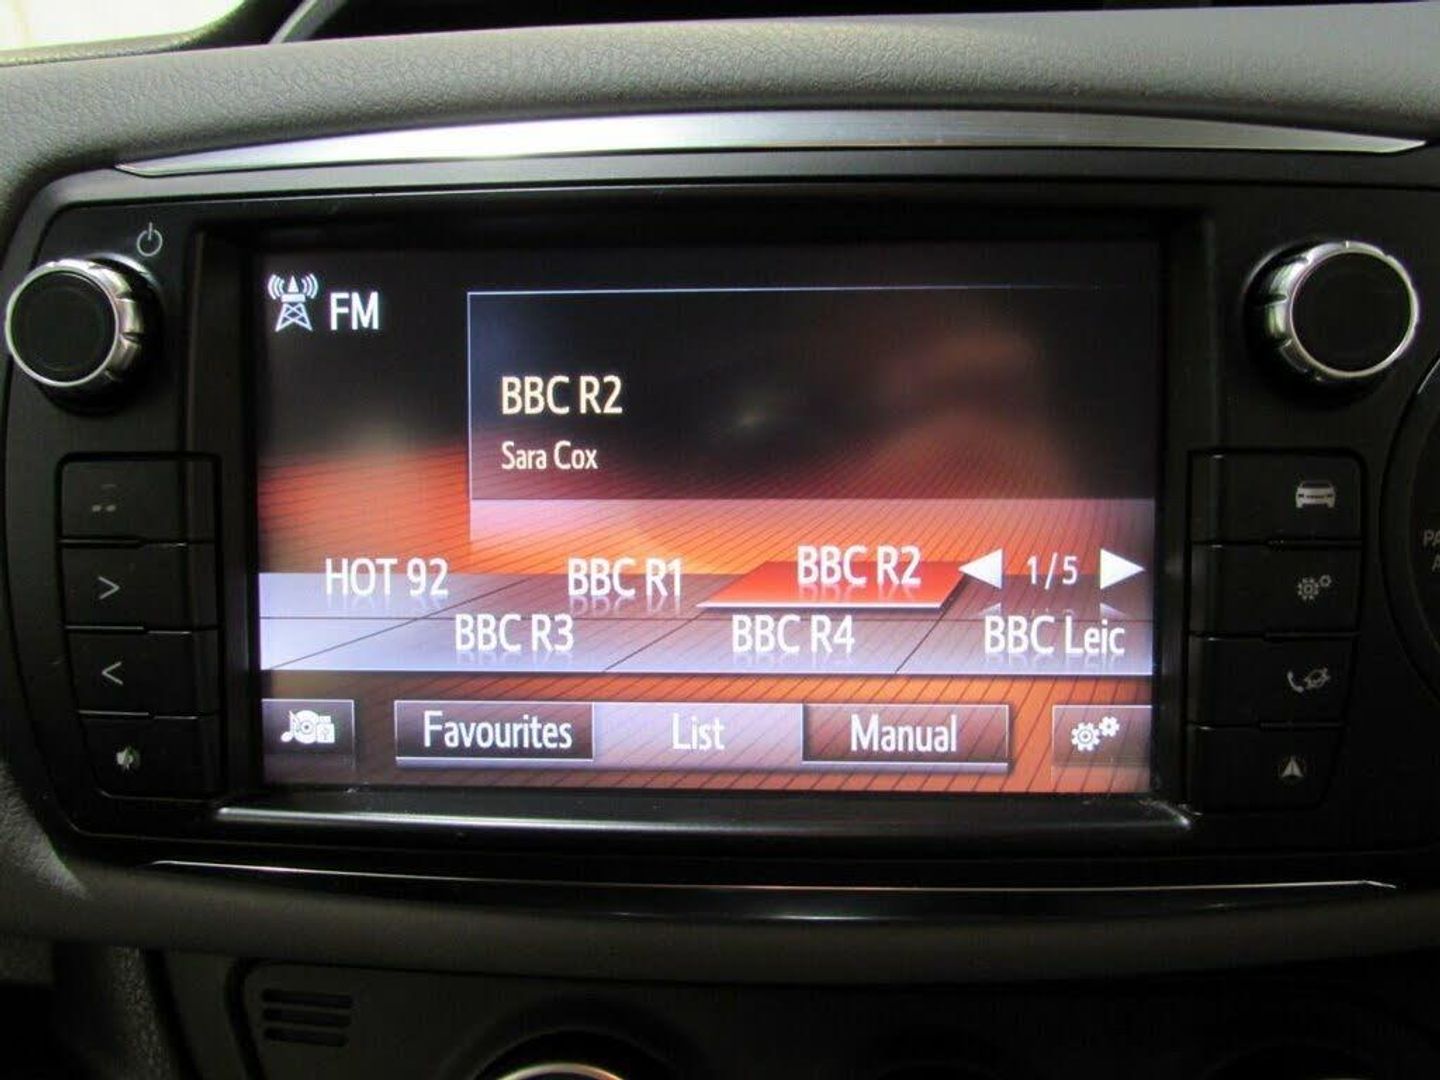 FM
BBC R2
Sara Cox
HOT 92 BBC R1 BBC R2 1/5
BBC R3 BBC R4 BBC Leic
Favourites List Manual